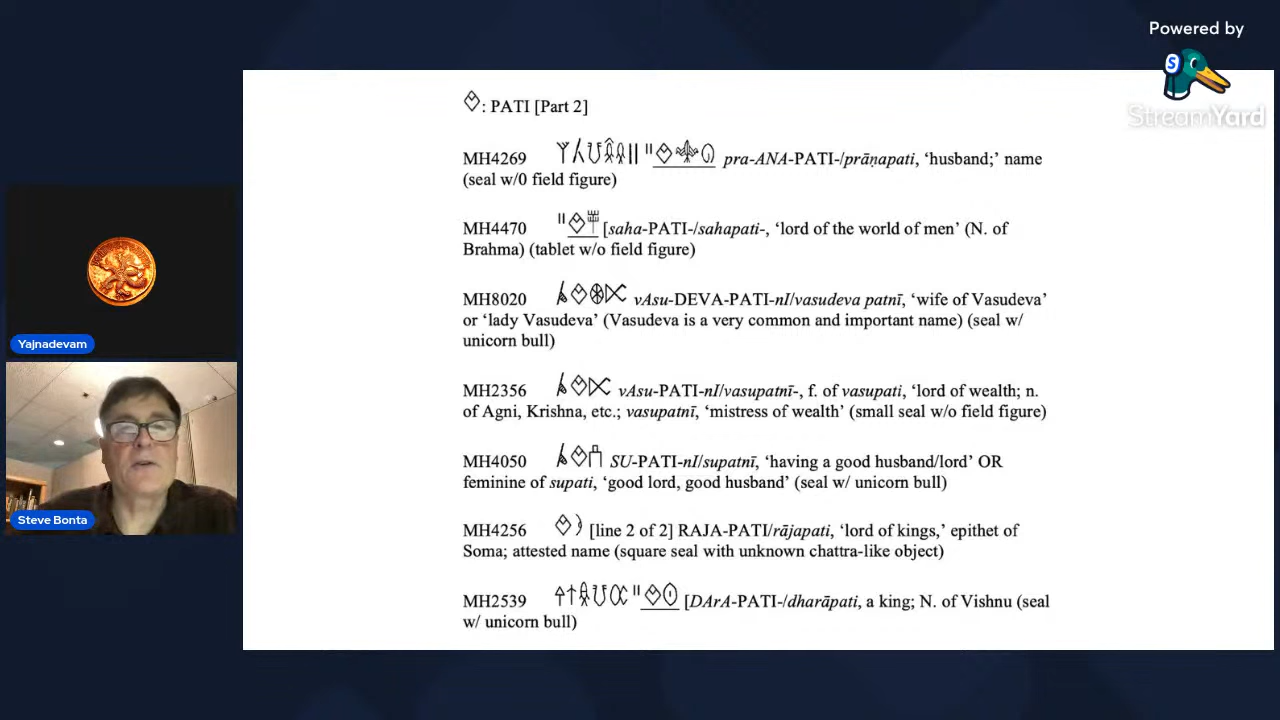 Powered by
StreamYard
: PATI [Part 2]
MH4269 pra-ANA-PATI-/prāṇapati, ‘husband;’ name
(seal w/0 field figure)
MH4470 [saha-PATI-/sahapati-, ‘lord of the world of men’ (N. of
Brahma) (tablet w/o field figure)
MH8020 vAsu-DEVA-PATI-nI/vasudeva patnī, ‘wife of Vasudeva’
or ‘lady Vasudeva’ (Vasudeva is a very common and important name) (seal w/
unicorn bull)
MH2356 vAsu-PATI-nI/vasupatnī-, f. of vasupati, ‘lord of wealth; n.
of Agni, Krishna, etc.; vasupatnī, ‘mistress of wealth’ (small seal w/o field figure)
MH4050 SU-PATI-nI/supatnī, ‘having a good husband/lord’ OR
feminine of supati, ‘good lord, good husband’ (seal w/ unicorn bull)
MH4256 [line 2 of 2] RAJA-PATI/rājapati, ‘lord of kings,’ epithet of
Soma; attested name (square seal with unknown chattra-like object)
MH2539 [DArA-PATI-/dharāpati, a king; N. of Vishnu (seal
w/ unicorn bull)
Yajnadevam
Steve Bonta